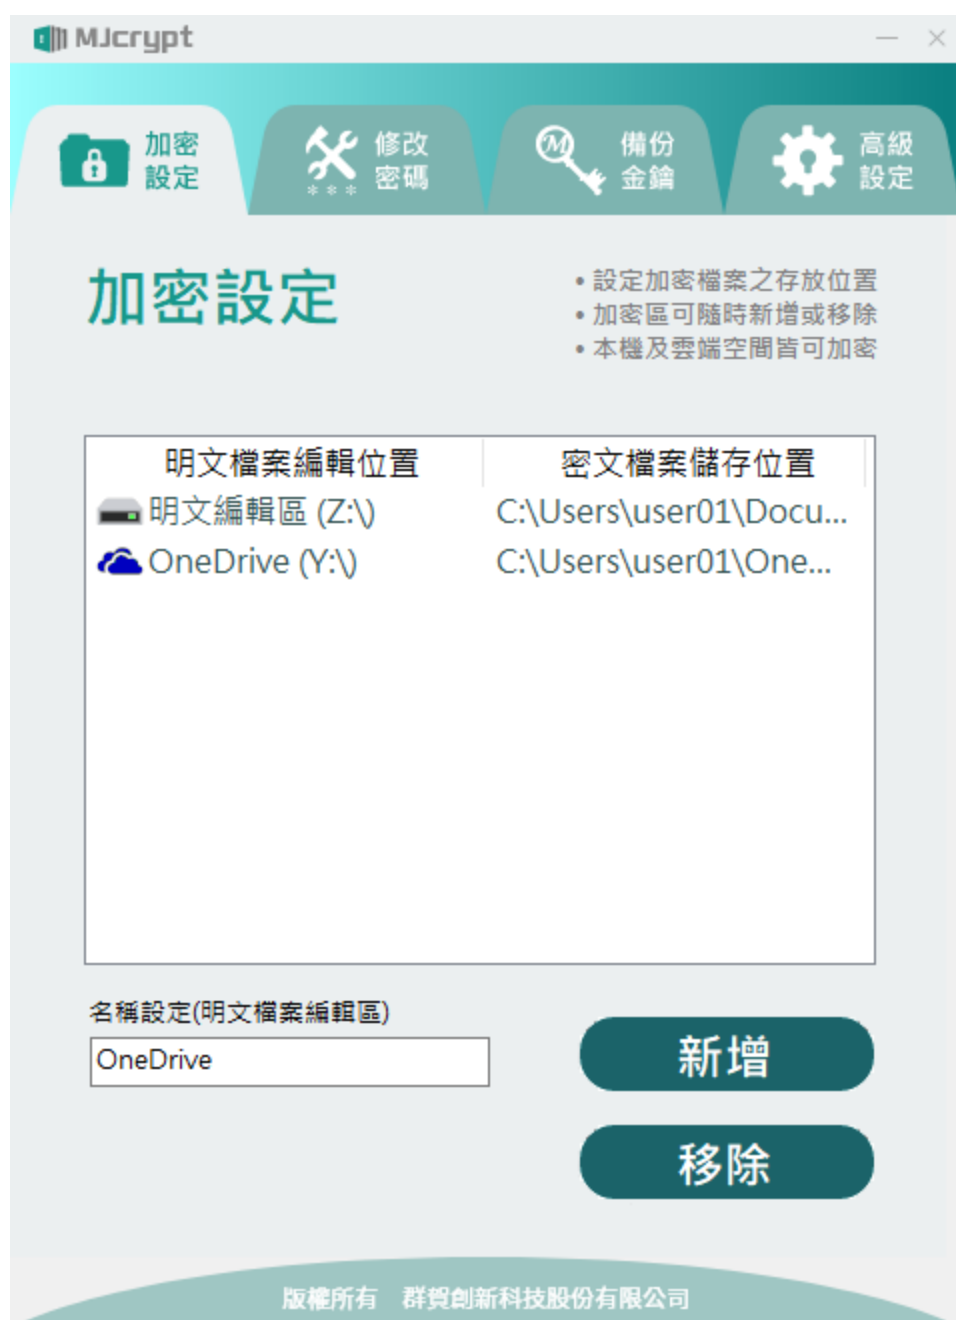 MJcrypt
加密
設定
修改
密碼
***
備份
金鑰
高級
設定
加密設定
• 設定加密檔案之存放位置
• 加密區可隨時新增或移除
• 本機及雲端空間皆可加密
明文檔案編輯位置 密文檔案儲存位置
明文編輯區 (Z:\) C:\Users\user01\Docu...
OneDrive (Y:\) C:\Users\user01\One...
名稱設定(明文檔案編輯區)
OneDrive
新增
移除
版權所有 群賀創新科技股份有限公司